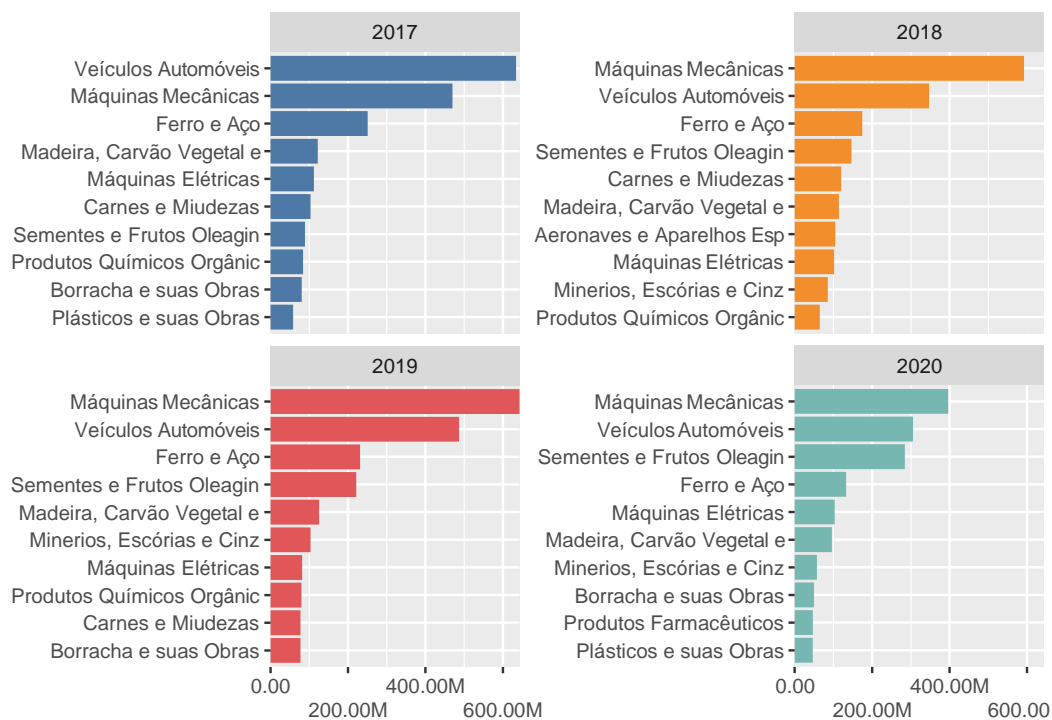 2017
Veículos Automóveis
Máquinas Mecânicas
Ferro e Aço
Madeira, Carvão Vegetal e
Máquinas Elétricas
Carnes e Miudezas
Sementes e Frutos Oleagin
Produtos Químicos Orgânic
Borracha e suas Obras
Plásticos e suas Obras
2018
Máquinas Mecânicas
Veículos Automóveis
Ferro e Aço
Sementes e Frutos Oleagin
Carnes e Miudezas
Madeira, Carvão Vegetal e
Aeronaves e Aparelhos Esp
Máquinas Elétricas
Minerios, Escórias e Cinz
Produtos Químicos Orgânic
2019
Máquinas Mecânicas
Veículos Automóveis
Ferro e Aço
Sementes e Frutos Oleagin
Madeira, Carvão Vegetal e
Minerios, Escórias e Cinz
Máquinas Elétricas
Produtos Químicos Orgânic
Carnes e Miudezas
Borracha e suas Obras
0.00 400.00M
200.00M 600.00M
2020
Máquinas Mecânicas
Veículos Automóveis
Sementes e Frutos Oleagin
Ferro e Aço
Máquinas Elétricas
Madeira, Carvão Vegetal e
Minerios, Escórias e Cinz
Borracha e suas Obras
Produtos Farmacêuticos
Plásticos e suas Obras
0.00 400.00M
200.00M 600.00